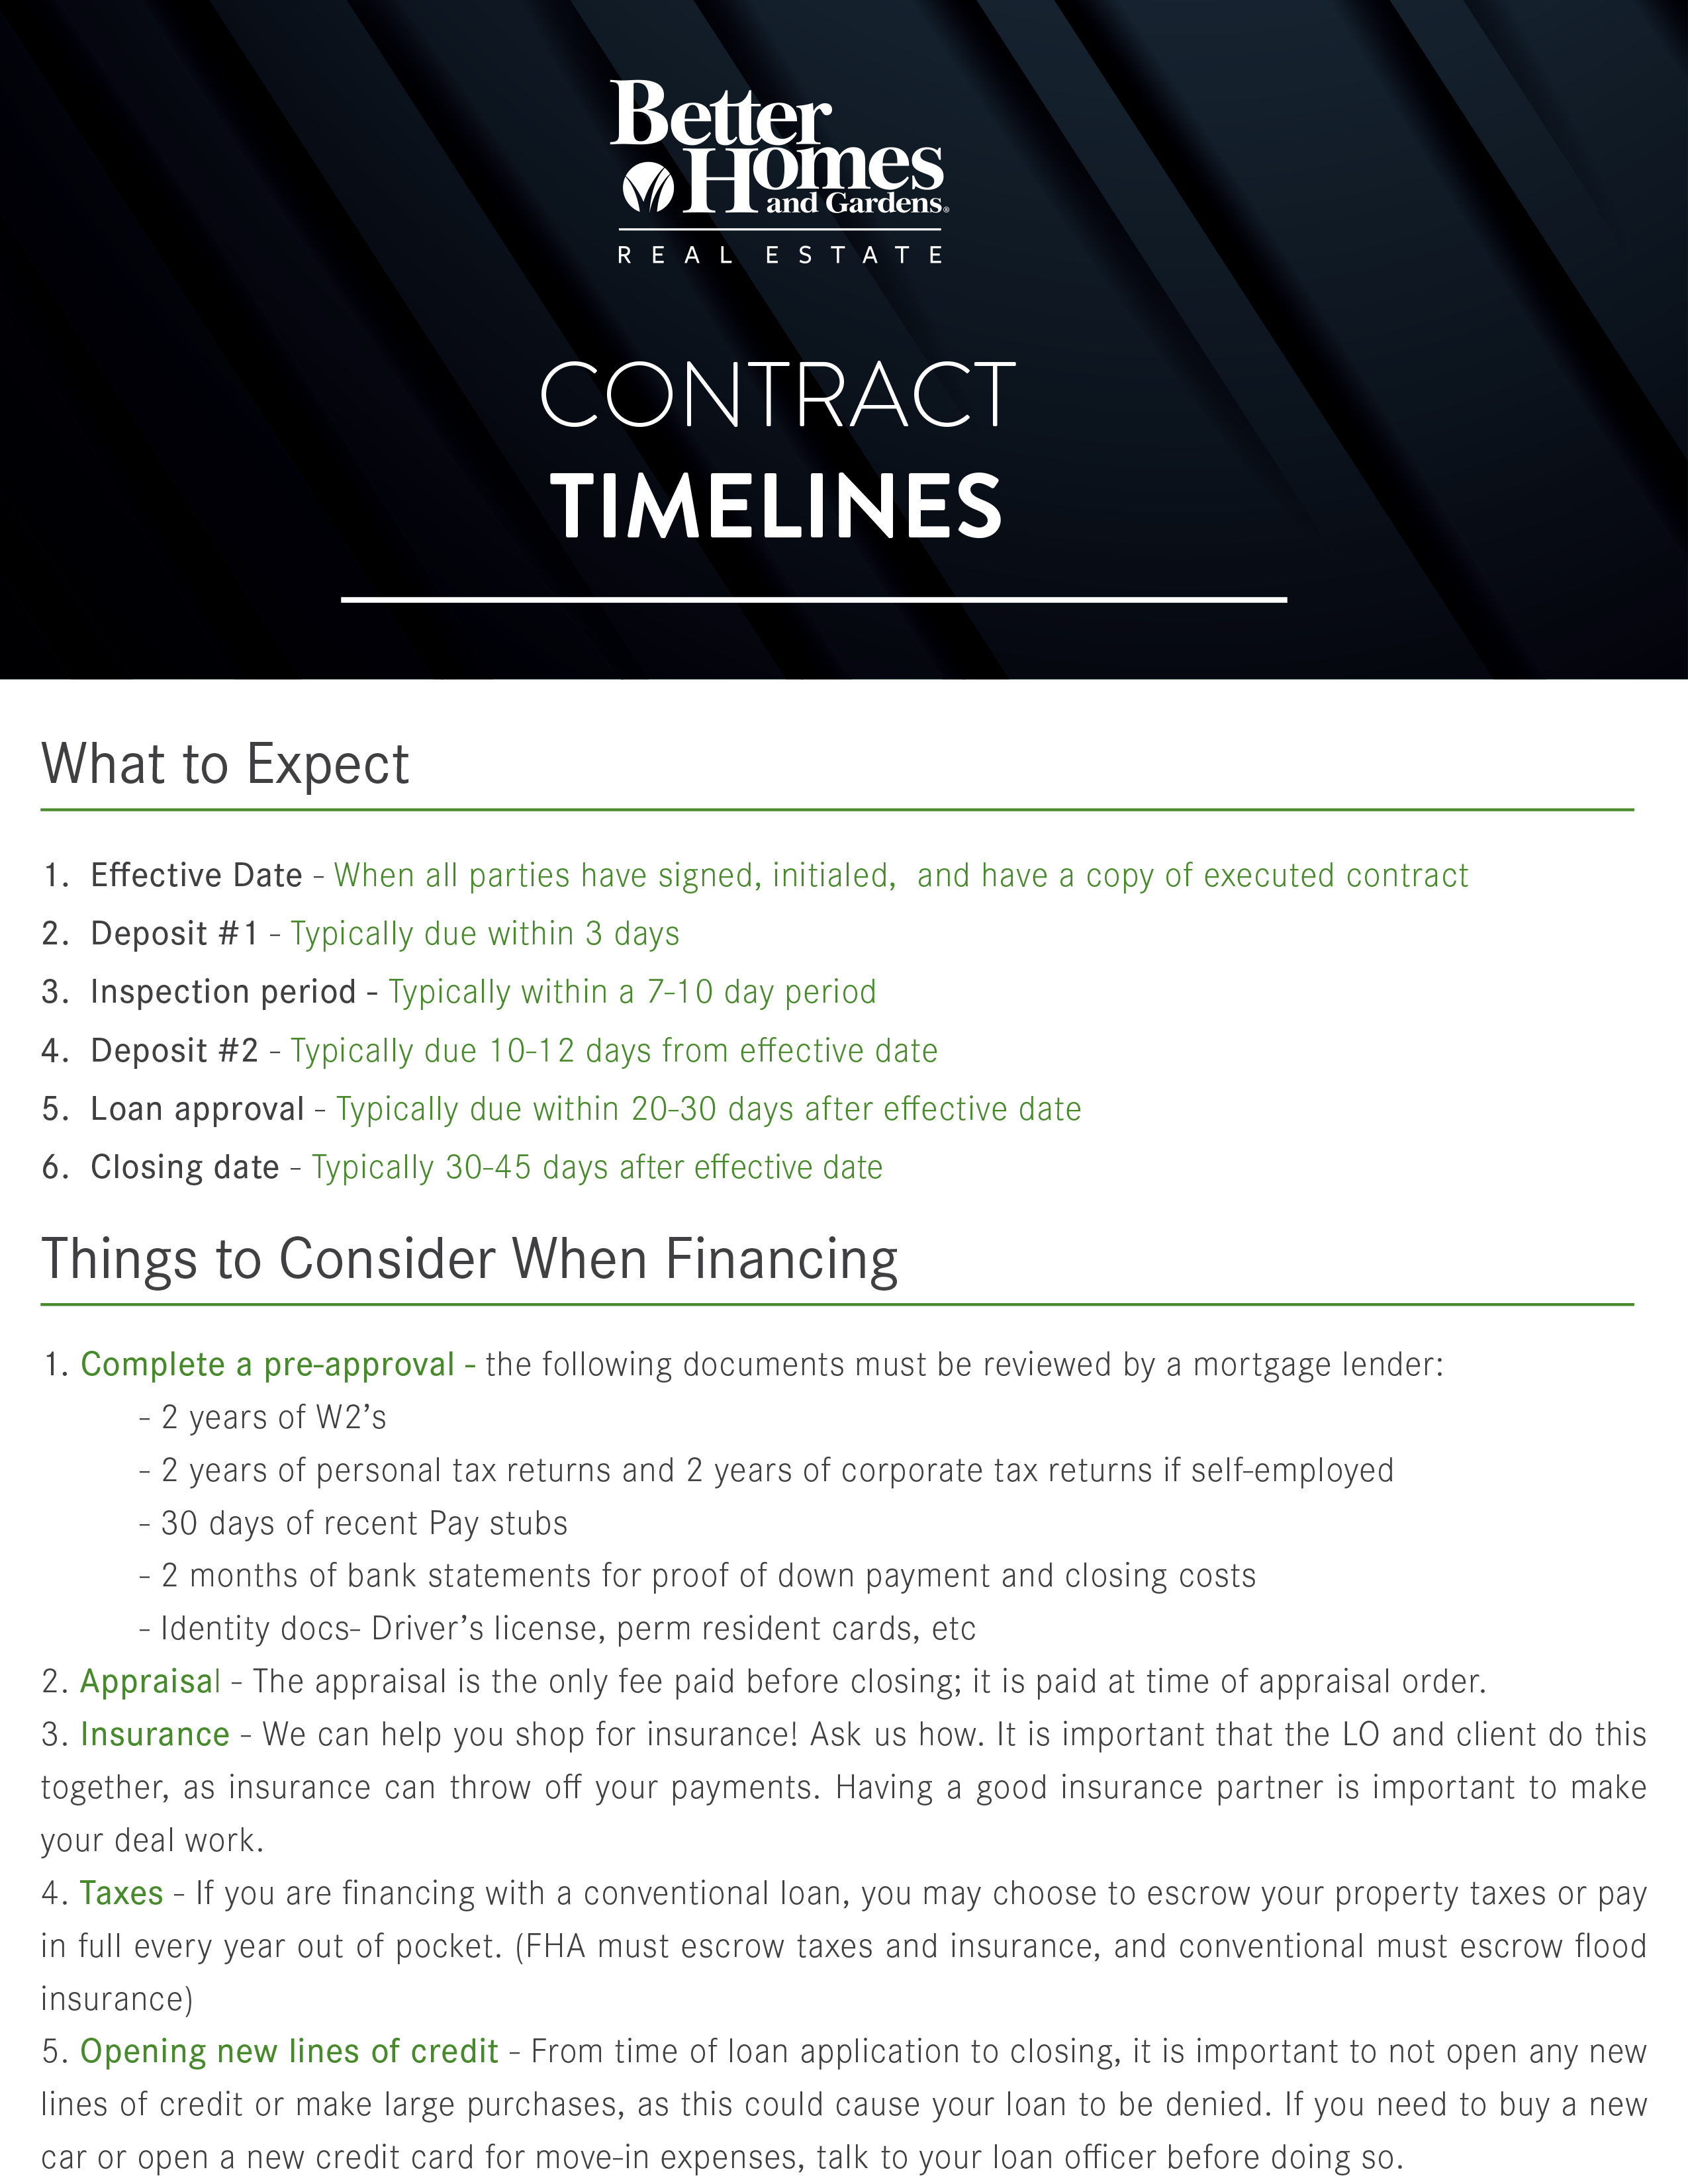 Better
Homes
and Gardens®
REAL ESTATE
CONTRACT
TIMELINES
What to Expect
1. Effective Date - When all parties have signed, initialed,  and have a copy of executed contract
2. Deposit #1 - Typically due within 3 days
3. Inspection period - Typically within a 7-10 day period
4. Deposit #2 - Typically due 10-12 days from effective date
5. Loan approval - Typically due within 20-30 days after effective date
6. Closing date - Typically 30-45 days after effective date
Things to Consider When Financing
1. Complete a pre-approval - the following documents must be reviewed by a mortgage lender:
- 2 years of W2’s
- 2 years of personal tax returns and 2 years of corporate tax returns if self-employed
- 30 days of recent Pay stubs
- 2 months of bank statements for proof of down payment and closing costs
- Identity docs- Driver’s license, perm resident cards, etc
2. Appraisal - The appraisal is the only fee paid before closing; it is paid at time of appraisal order.
3. Insurance - We can help you shop for insurance! Ask us how. It is important that the LO and client do this
together, as insurance can throw off your payments. Having a good insurance partner is important to make
your deal work.
4. Taxes - If you are financing with a conventional loan, you may choose to escrow your property taxes or pay
in full every year out of pocket. (FHA must escrow taxes and insurance, and conventional must escrow flood
insurance)
5. Opening new lines of credit - From time of loan application to closing, it is important to not open any new
lines of credit or make large purchases, as this could cause your loan to be denied. If you need to buy a new
car or open a new credit card for move-in expenses, talk to your loan officer before doing so.